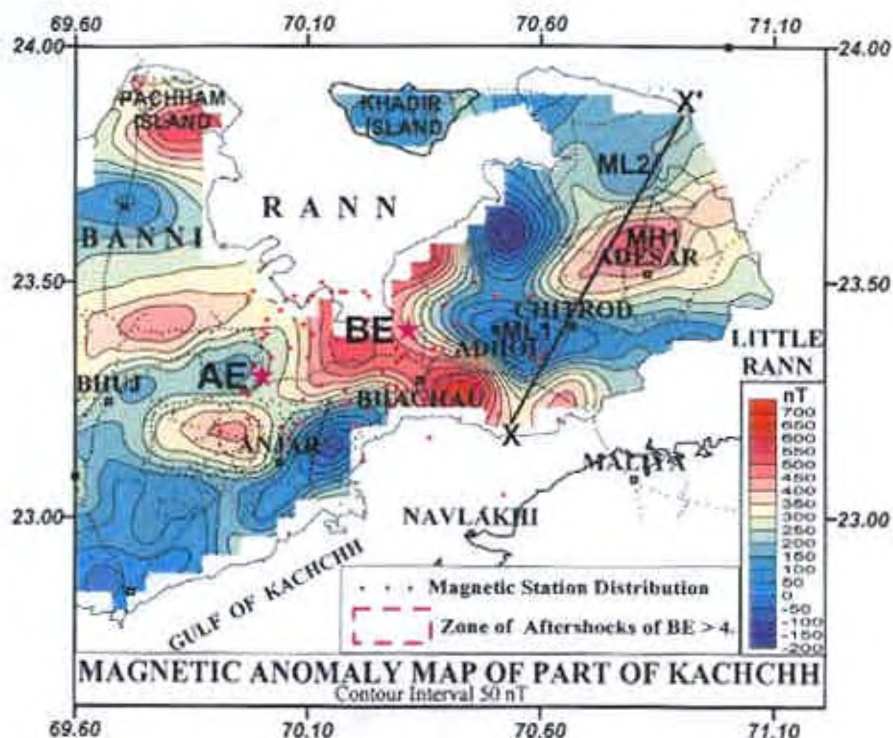 69.60 70.10 70.60 71.10
24.00 24.00
PACHHAM
ISLAND
KHADIR
ISLAND
X'
ML2
RANN
BANNI
MH1
ADESAR
23.50 23.50
CHITROD
BE
ML1
ADHOI
LITTLE
RANN
AE
BHUJ
BHACHAU
nT
700
650
600
550
500
450
400
350
300
250
200
150
100
50
0
-50
-100
-150
-200
ANJAR
X
MALIYA
23.00 23.00
NAVLAKHI
GULF OF KACHCHH
Magnetic Station Distribution
Zone of Aftershocks of BE > 4.
MAGNETIC ANOMALY MAP OF PART OF KACHCHH
Contour Interval 50 nT
69.60 70.10 70.60 71.10